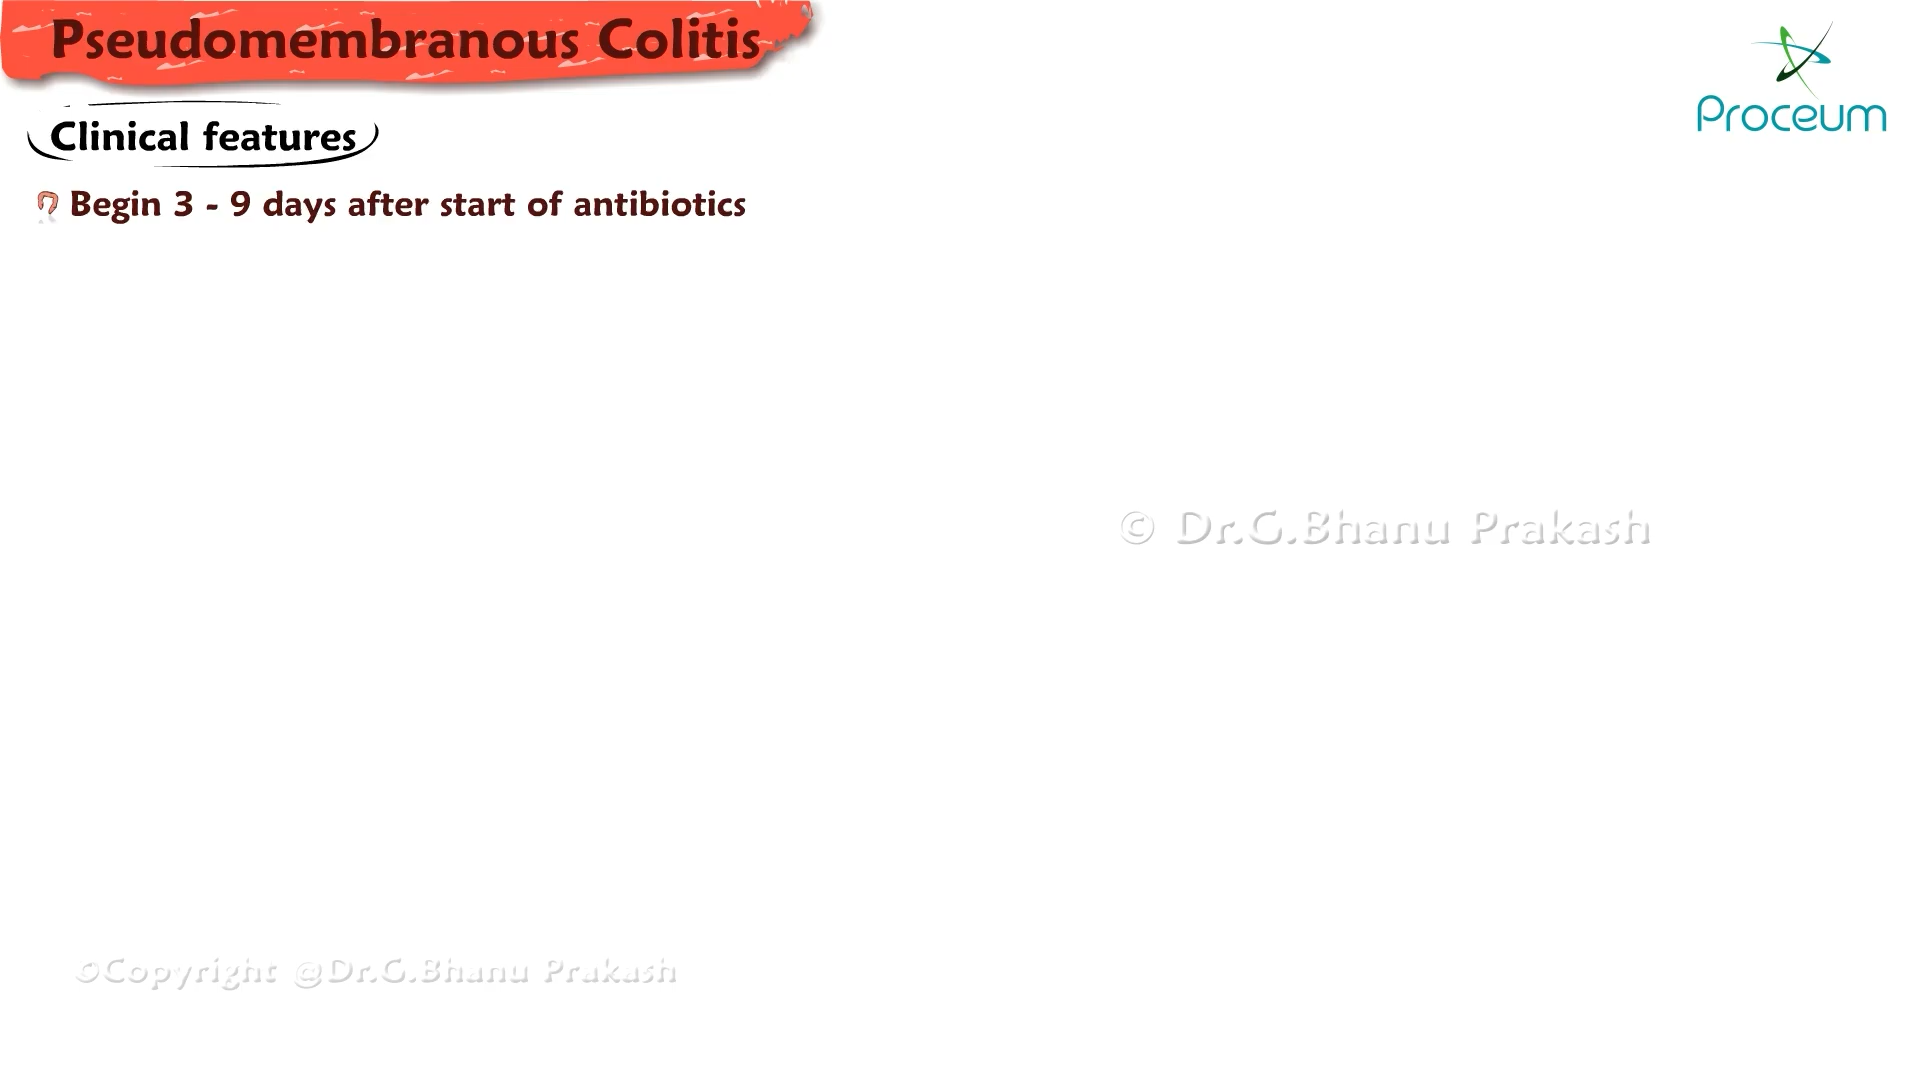 Pseudomembranous Colitis
Proceum
Clinical features
Begin 3 - 9 days after start of antibiotics
© Dr.G.Bhanu Prakash
©Copyright @Dr.G.Bhanu Prakash